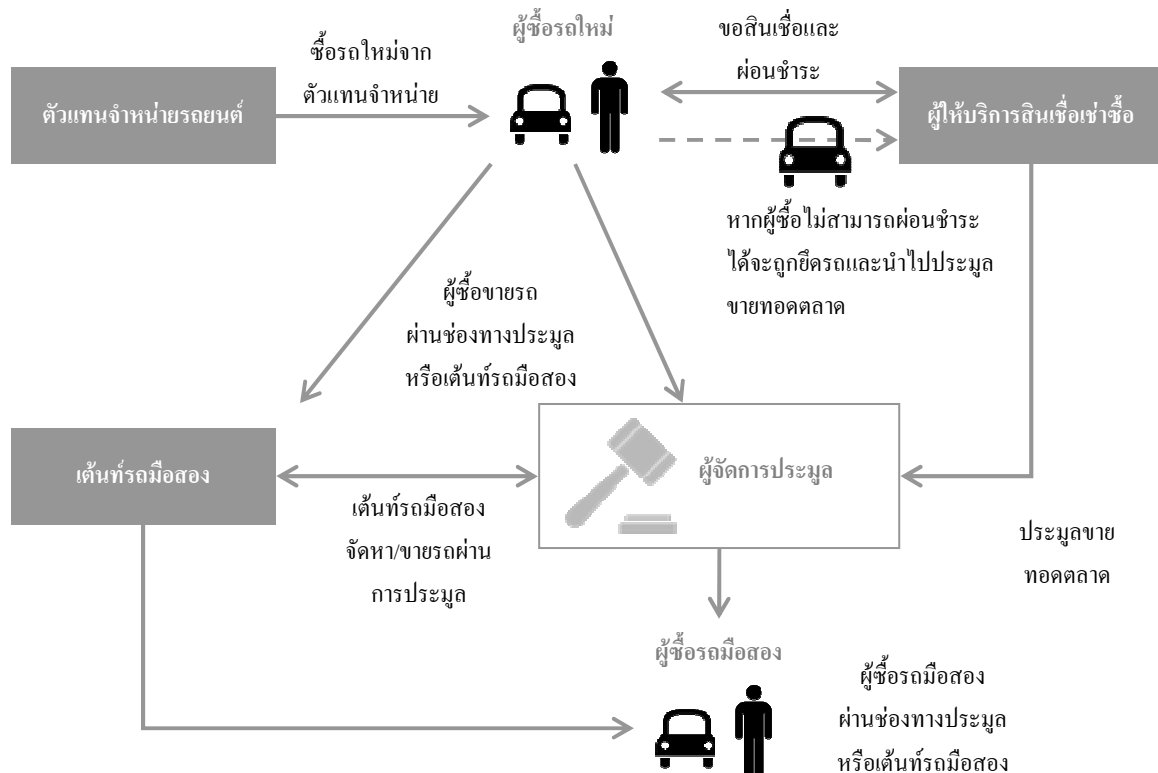 ผู้ซื้อรถใหม่
ซื้อรถใหม่จาก
ตัวแทนจำหน่าย
ขอสินเชื่อและ
ผ่อนชำระ
ตัวแทนจำหน่ายรถยนต์
ผู้ให้บริการสินเชื่อเช่าซื้อ
หากผู้ซื้อไม่สามารถผ่อนชำระ
ได้จะถูกยึดรถและนำไปประมูล
ขายทอดตลาด
ผู้ซื้อขายรถ
ผ่านช่องทางประมูล
หรือเต้นท์รถมือสอง
เต้นท์รถมือสอง
ผู้จัดการประมูล
เต้นท์รถมือสอง
จัดหา/ขายรถผ่าน
การประมูล
ประมูลขาย
ทอดตลาด
ผู้ซื้อรถมือสอง
ผู้ซื้อรถมือสอง
ผ่านช่องทางประมูล
หรือเต้นท์รถมือสอง